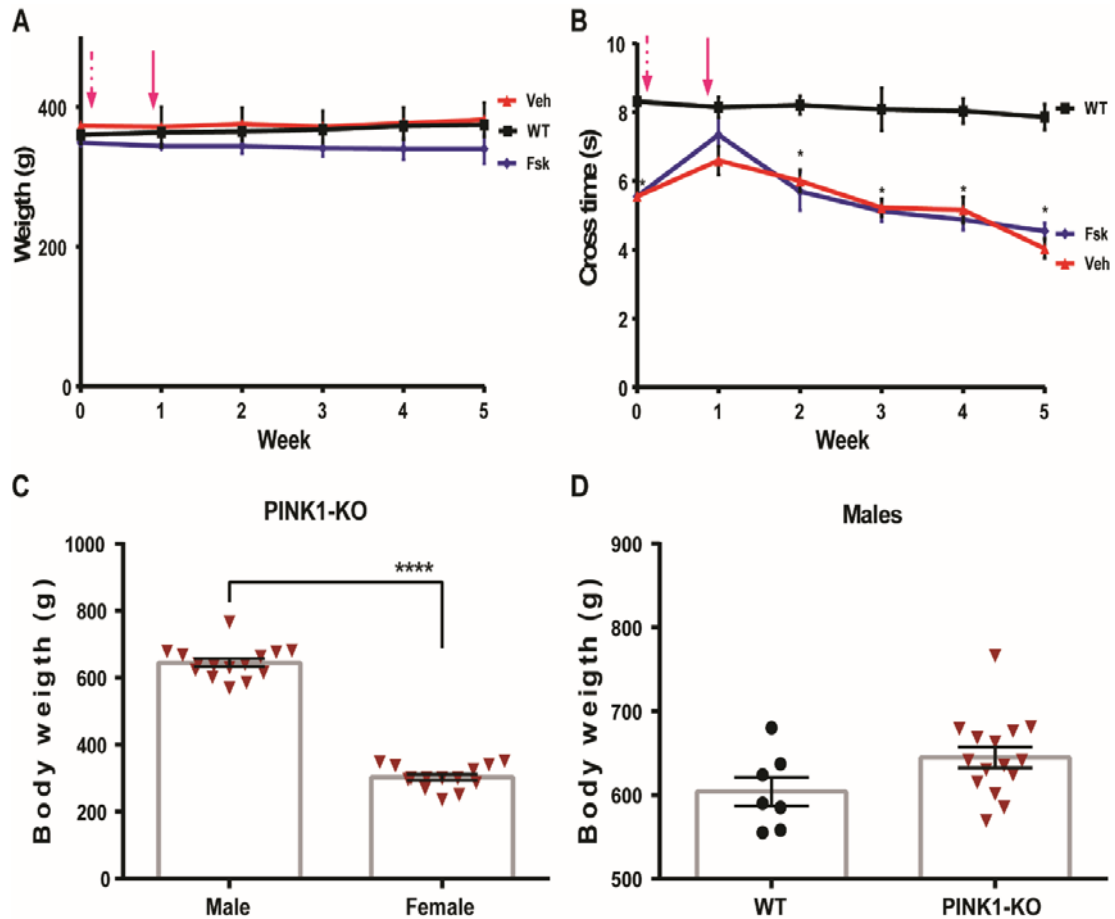 A
Weigth (g)
400
200
0
0 1 2 3 4 5
Week
Veh
WT
Fsk
B
Cross time (s)
10
8
6
4
2
0
* * * * *
0 1 2 3 4 5
Week
WT
Fsk
Veh
C
PINK1-KO
Body weigth (g)
1000
800
600
400
200
0
****
Male Female
D
Males
Body weigth (g)
900
800
700
600
500
WT PINK1-KO